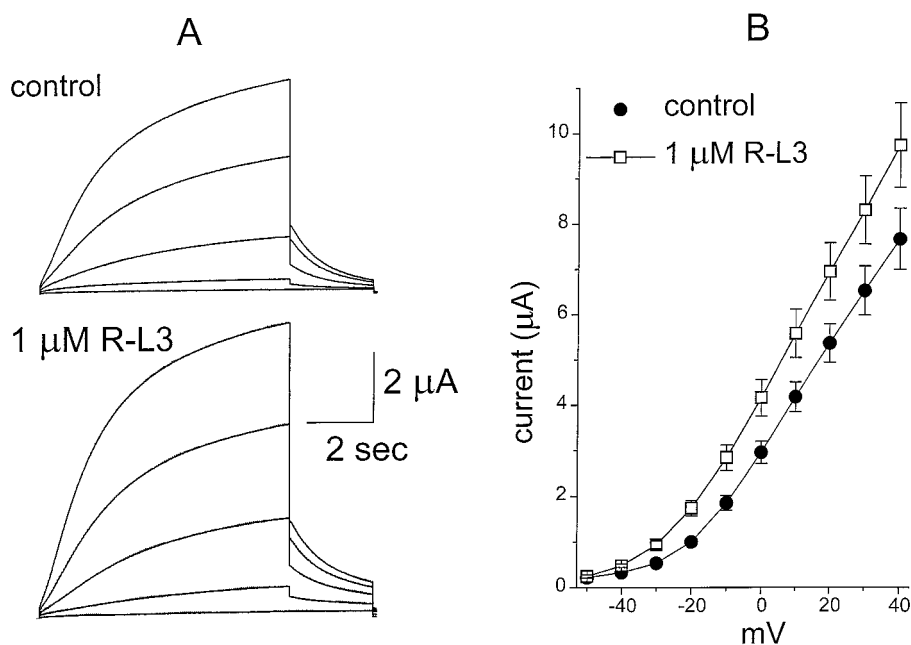 A
control
1 μM R-L3
2 μA
2 sec
B
control
1 μM R-L3
current (μA)
10
8
6
4
2
0
-40
-20
0
20
40
mV